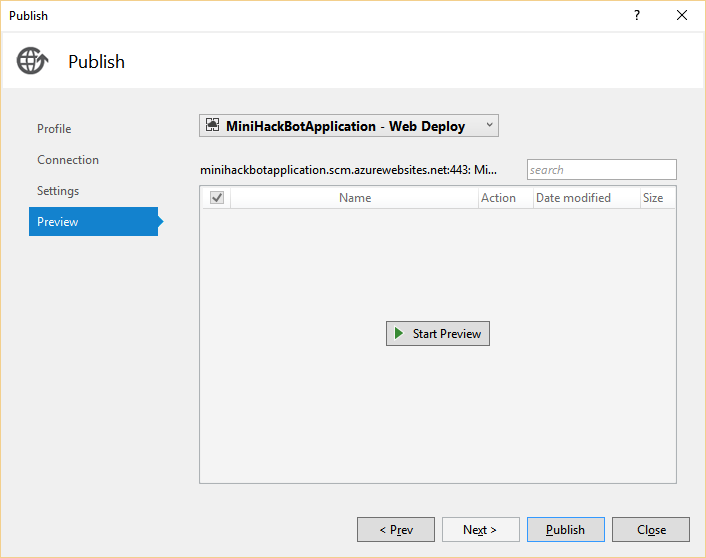 Publish
?
Publish
Profile
Connection
Settings
Preview
MiniHackBotApplication - Web Deploy
minihackbotapplication.scm.azurewebsites.net:443: Mi...
search
Name Action Date modified Size
Start Preview
< Prev Next > Publish Close